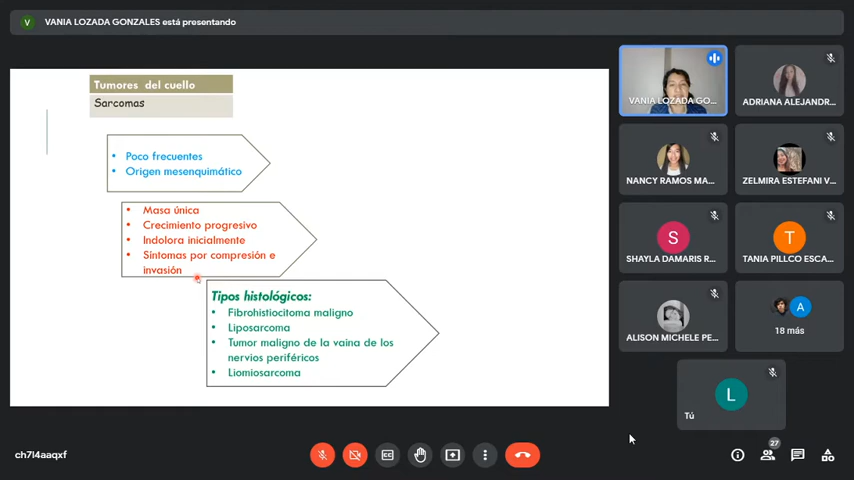 V VANIA LOZADA GONZALES está presentando
Tumores del cuello
Sarcomas
• Poco frecuentes
• Origen mesenquimático
• Masa única
• Crecimiento progresivo
• Indolora inicialmente
• Síntomas por compresión e
invasión
Tipos histológicos:
• Fibrohistiocitoma maligno
• Liposarcoma
• Tumor maligno de la vaina de los
nervios periféricos
• Liomiosarcoma
VANIA LOZADA GO...
ADRIANA ALEJANDR...
NANCY RAMOS MA...
ZELMIRA ESTEFANI V...
S
SHAYLA DAMARIS R...
T
TANIA PILLCO ESCA...
ALISON MICHELE PE...
A
18 más
L
Tú
ch7l4aaqxf
CC
27